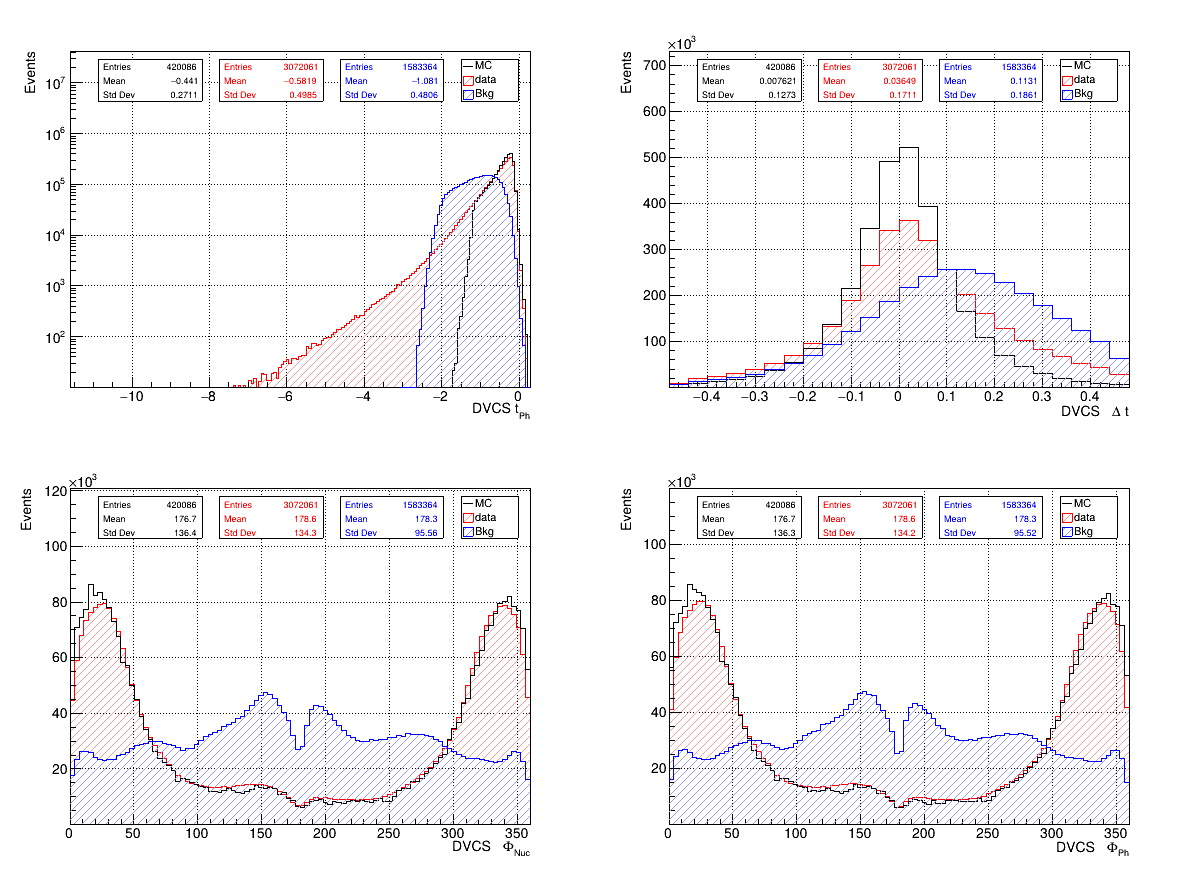 Events
10^7
10^6
10^5
10^4
10^3
10^2
Entries 420086
Mean −0.441
Std Dev 0.2711
Entries 3072061
Mean −0.5819
Std Dev 0.4985
Entries 1583364
Mean −1.081
Std Dev 0.4806
MC
data
Bkg
−10 −8 −6 −4 −2 0
DVCS t_Ph
×10^3
Events
700
600
500
400
300
200
100
Entries 420086
Mean 0.007621
Std Dev 0.1273
Entries 3072061
Mean 0.03649
Std Dev 0.1711
Entries 1583364
Mean 0.1131
Std Dev 0.1861
MC
data
Bkg
−0.4 −0.3 −0.2 −0.1 0 0.1 0.2 0.3 0.4
DVCS Δ t
×10^3
Events
120
100
80
60
40
20
Entries 420086
Mean 176.7
Std Dev 136.4
Entries 3072061
Mean 178.6
Std Dev 134.3
Entries 1583364
Mean 178.3
Std Dev 95.56
MC
data
Bkg
0 50 100 150 200 250 300 350
DVCS Φ_Nuc
×10^3
Events
100
80
60
40
20
Entries 420086
Mean 176.7
Std Dev 136.3
Entries 3072061
Mean 178.6
Std Dev 134.2
Entries 1583364
Mean 178.3
Std Dev 95.52
MC
data
Bkg
0 50 100 150 200 250 300 350
DVCS Φ_Ph